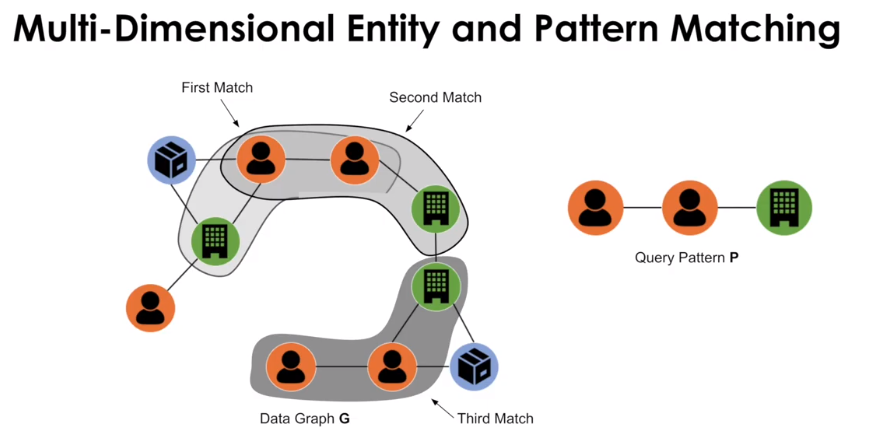 Multi-Dimensional Entity and Pattern Matching
First Match
Second Match
Query Pattern P
Data Graph G
Third Match